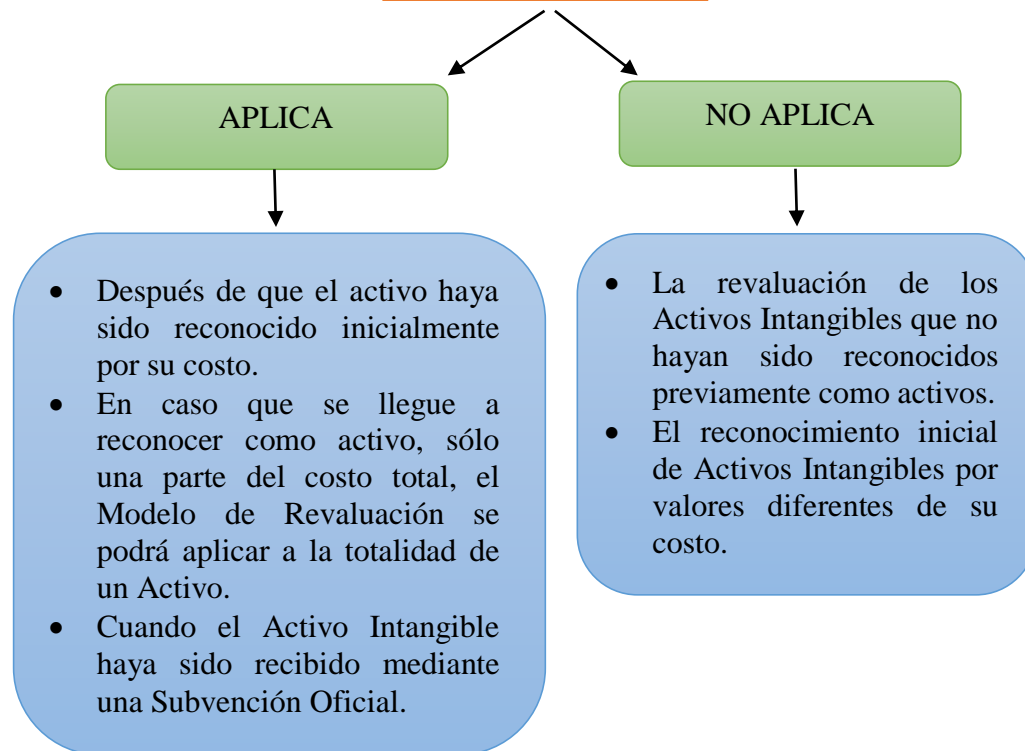 APLICA
NO APLICA
• Después de que el activo haya
sido reconocido inicialmente
por su costo.
• En caso que se llegue a
reconocer como activo, sólo
una parte del costo total, el
Modelo de Revaluación se
podrá aplicar a la totalidad de
un Activo.
• Cuando el Activo Intangible
haya sido recibido mediante
una Subvención Oficial.
• La revaluación de los
Activos Intangibles que no
hayan sido reconocidos
previamente como activos.
• El reconocimiento inicial
de Activos Intangibles por
valores diferentes de su
costo.